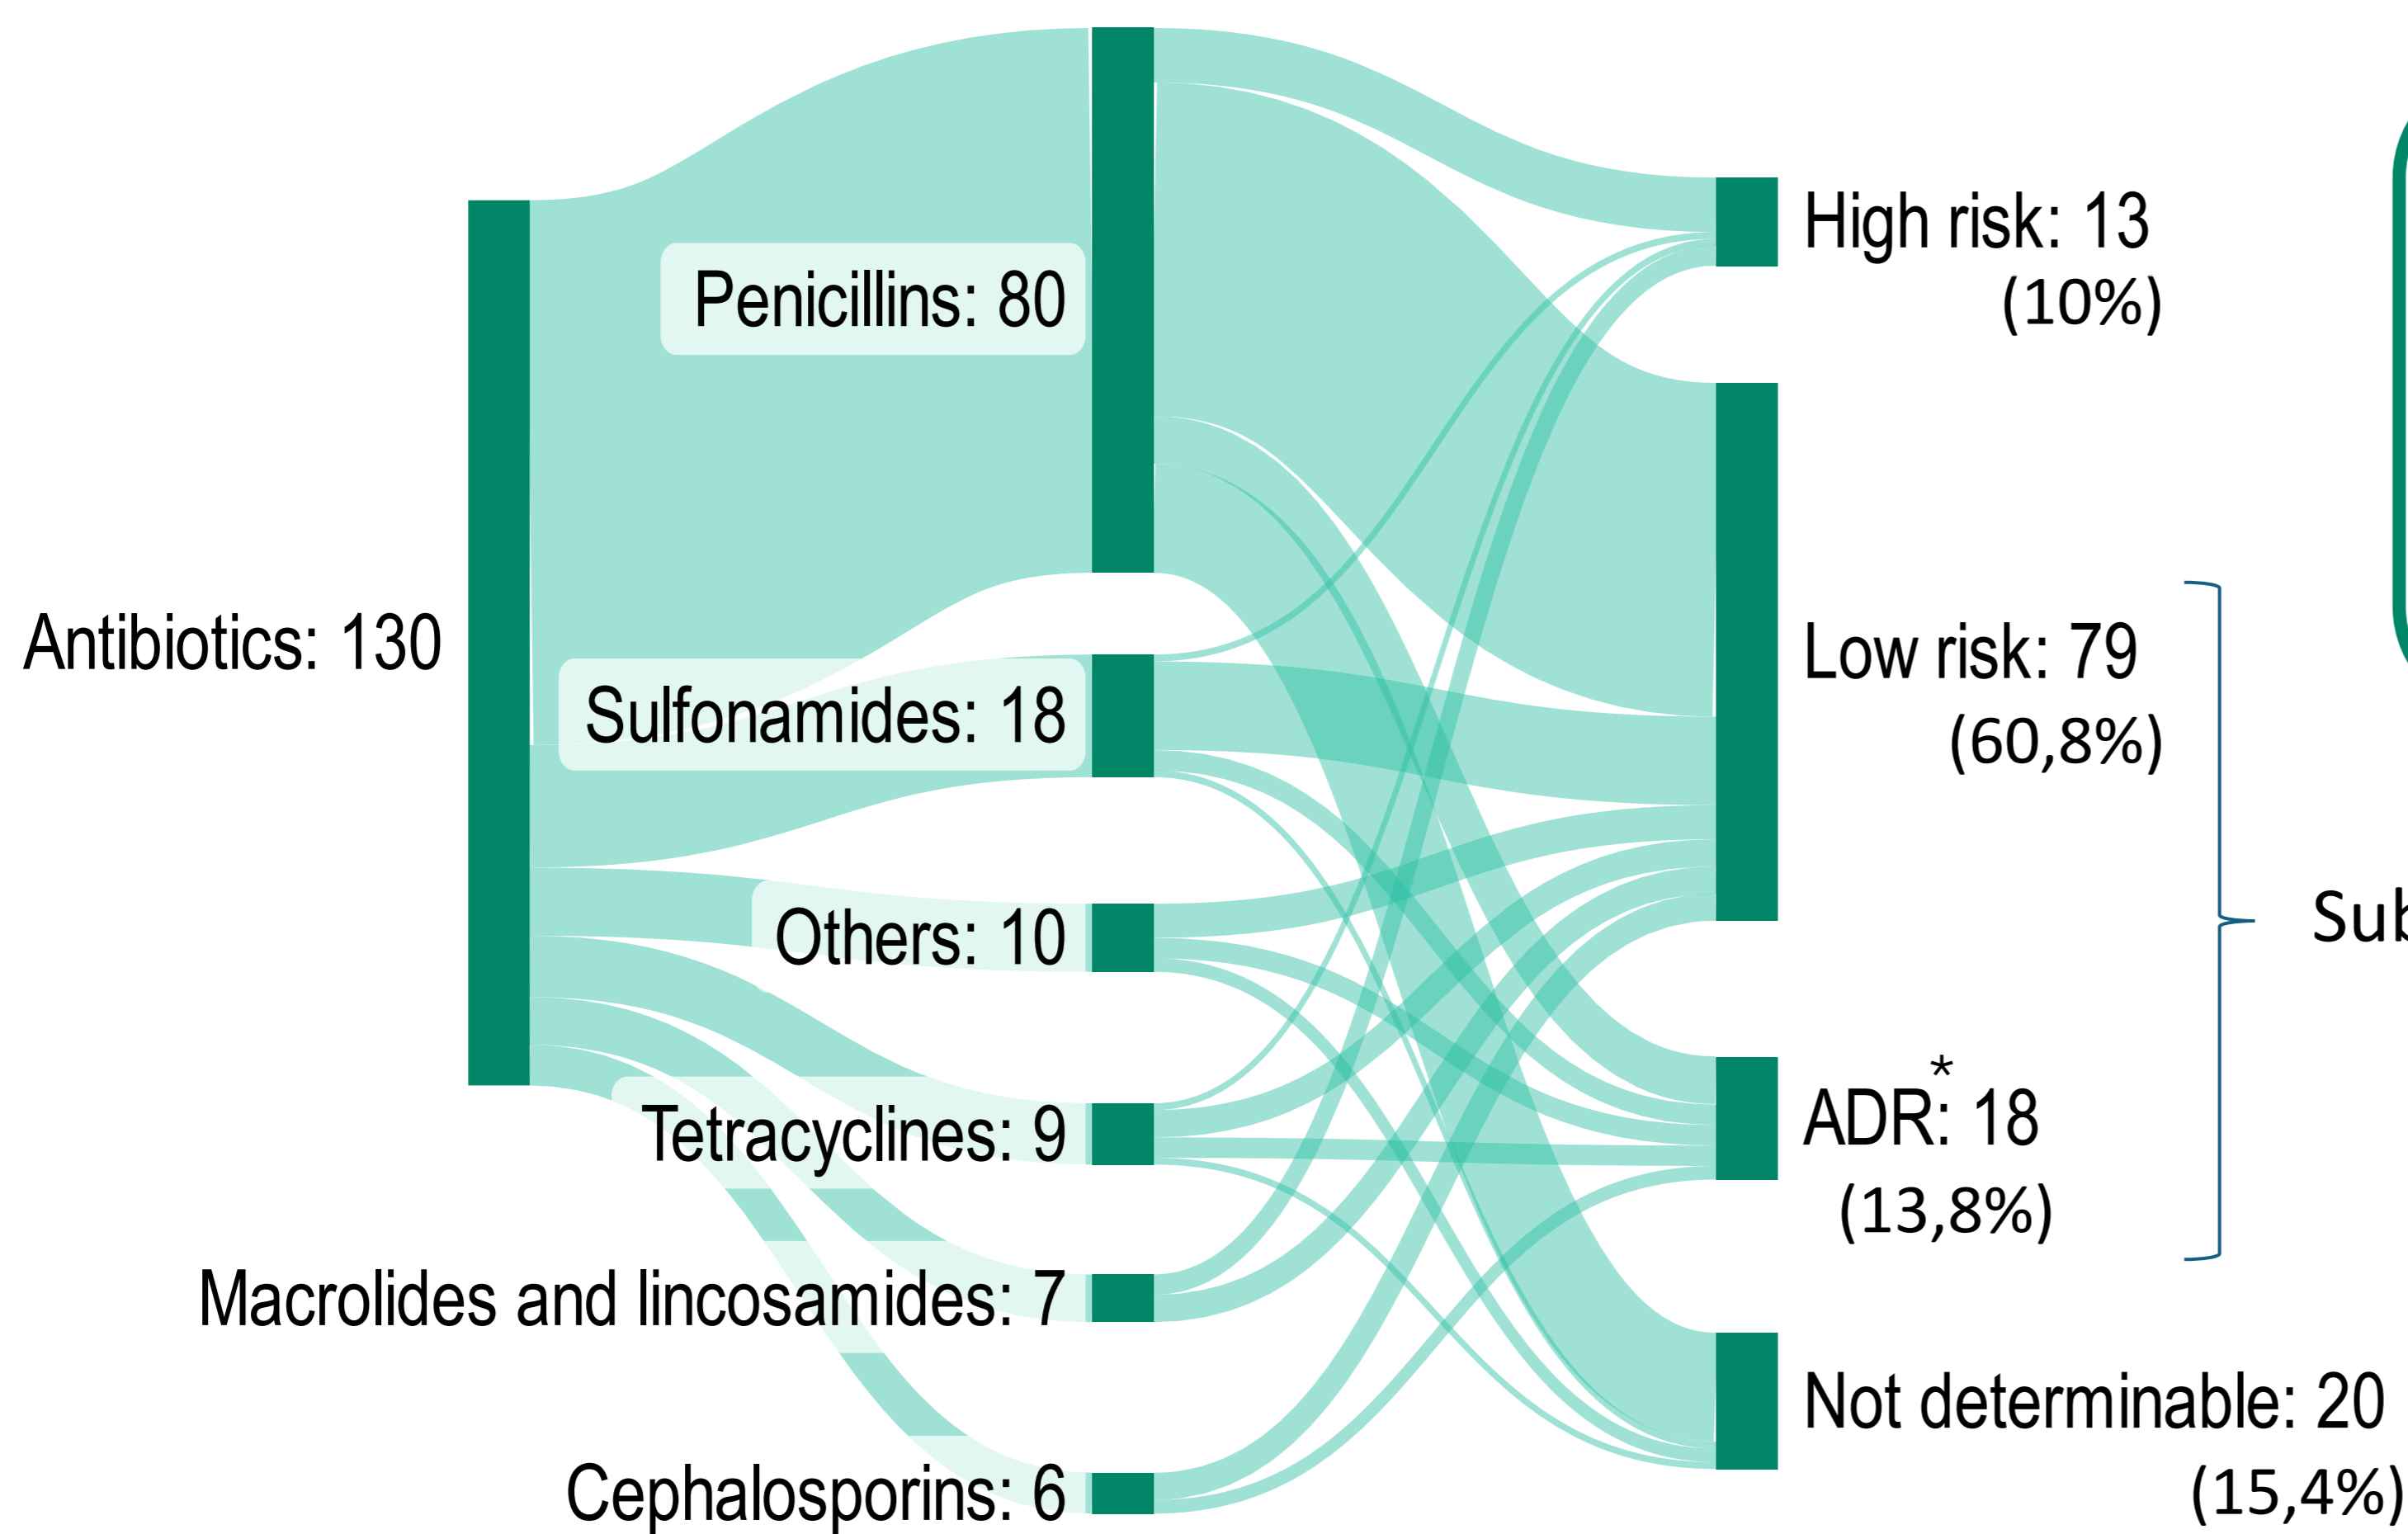 Antibiotics: 130
Penicillins: 80
Sulfonamides: 18
Others: 10
Tetracyclines: 9
Macrolides and lincosamides: 7
Cephalosporins: 6
High risk: 13
(10%)
Low risk: 79
(60,8%)
*
ADR: 18
(13,8%)
Not determinable: 20
(15,4%)